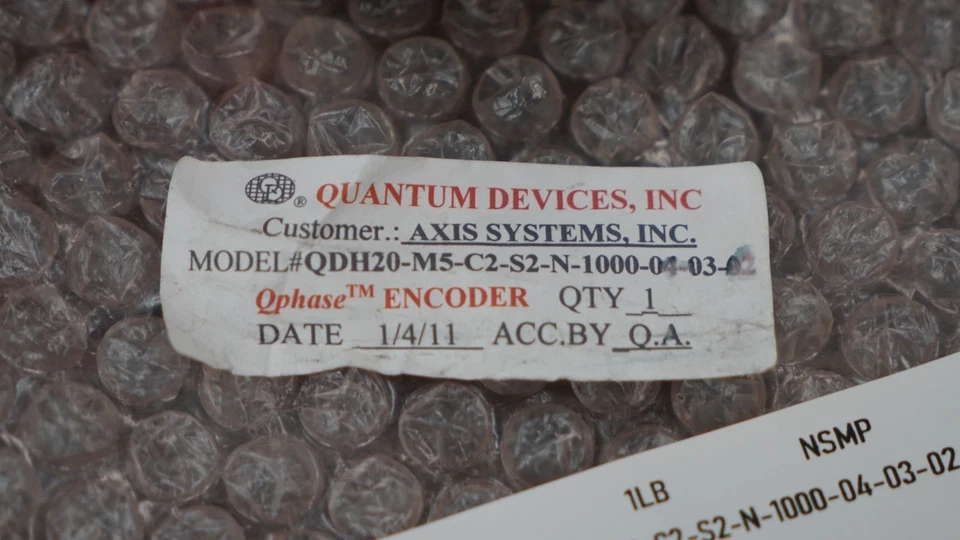 ® QUANTUM DEVICES, INC
Customer.: AXIS SYSTEMS, INC.
MODEL#QDH20-M5-C2-S2-N-1000-04-03-02
Qphase™ ENCODER QTY 1
DATE 1/4/11 ACC.BY Q.A.
NSMP
1LB
-S2-N-1000-04-03-02